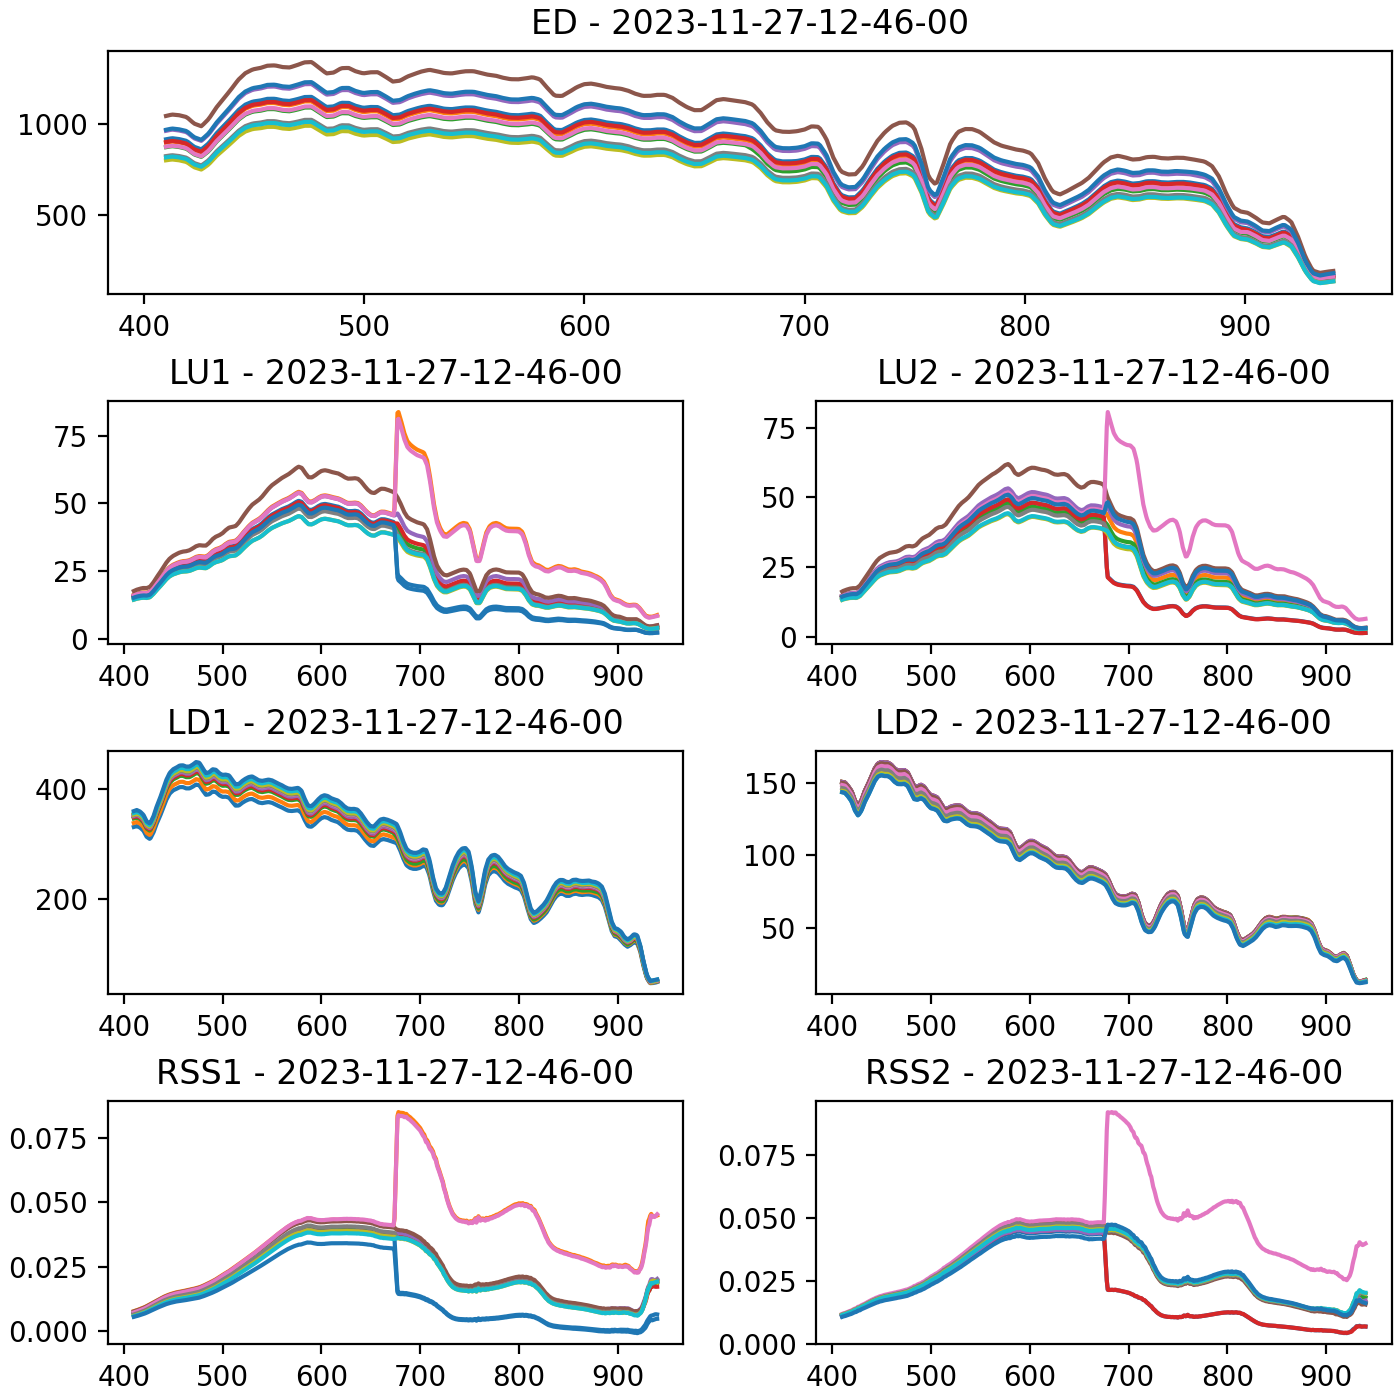 ED - 2023-11-27-12-46-00
1000
500
400 500 600 700 800 900
LU1 - 2023-11-27-12-46-00
75
50
25
0
400 500 600 700 800 900
LU2 - 2023-11-27-12-46-00
75
50
25
0
400 500 600 700 800 900
LD1 - 2023-11-27-12-46-00
400
200
400 500 600 700 800 900
LD2 - 2023-11-27-12-46-00
150
100
50
400 500 600 700 800 900
RSS1 - 2023-11-27-12-46-00
0.075
0.050
0.025
0.000
400 500 600 700 800 900
RSS2 - 2023-11-27-12-46-00
0.075
0.050
0.025
0.000
400 500 600 700 800 900